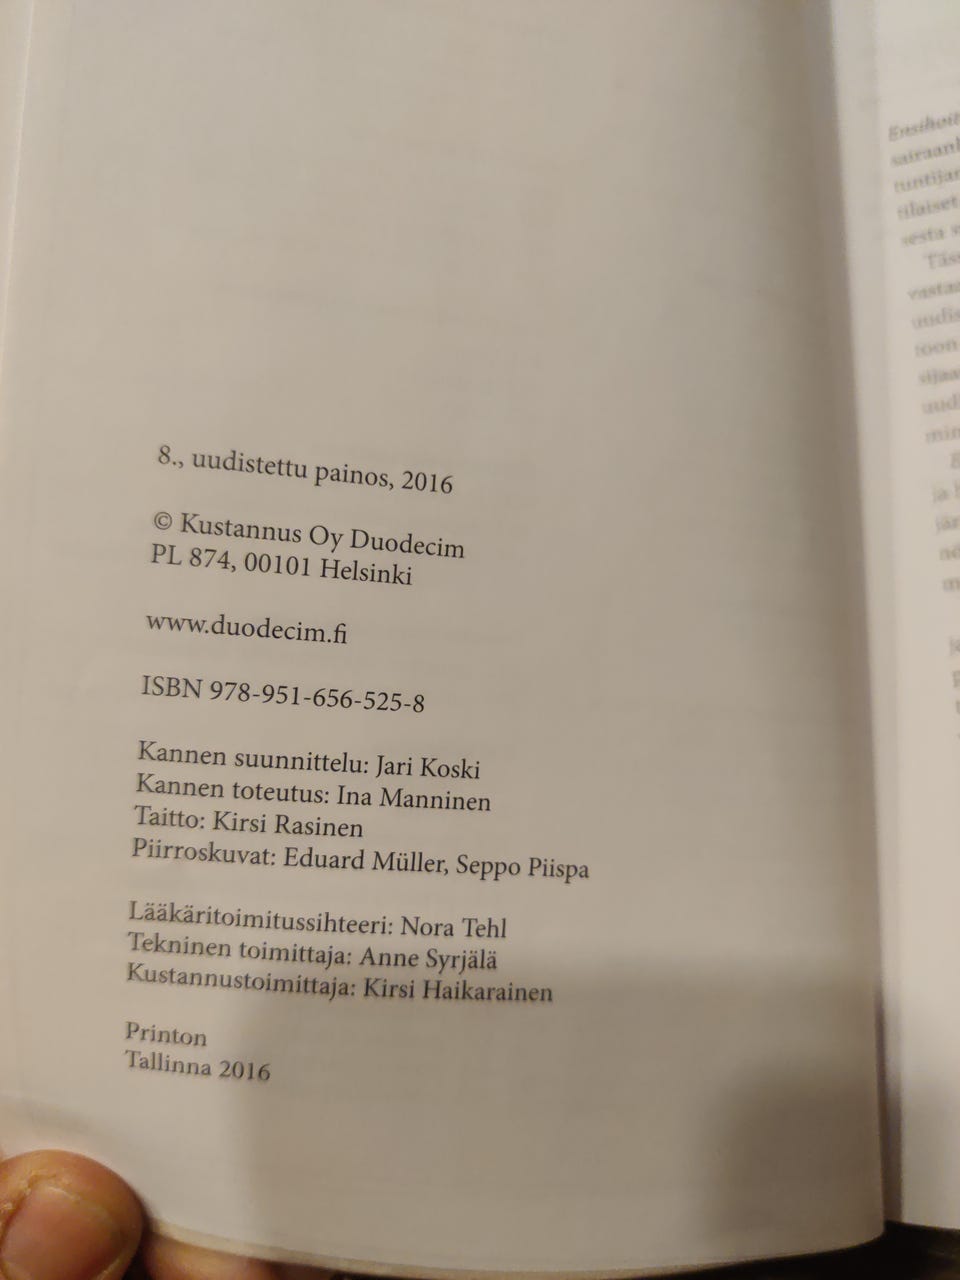 8., uudistettu painos, 2016
© Kustannus Oy Duodecim
PL 874, 00101 Helsinki
www.duodecim.fi
ISBN 978-951-656-525-8
Kannen suunnittelu: Jari Koski
Kannen toteutus: Ina Manninen
Taitto: Kirsi Rasinen
Piirroskuvat: Eduard Müller, Seppo Piispa
Lääkäritoimitussihteeri: Nora Tehl
Tekninen toimittaja: Anne Syrjälä
Kustannustoimittaja: Kirsi Haikarainen
Printon
Tallinna 2016